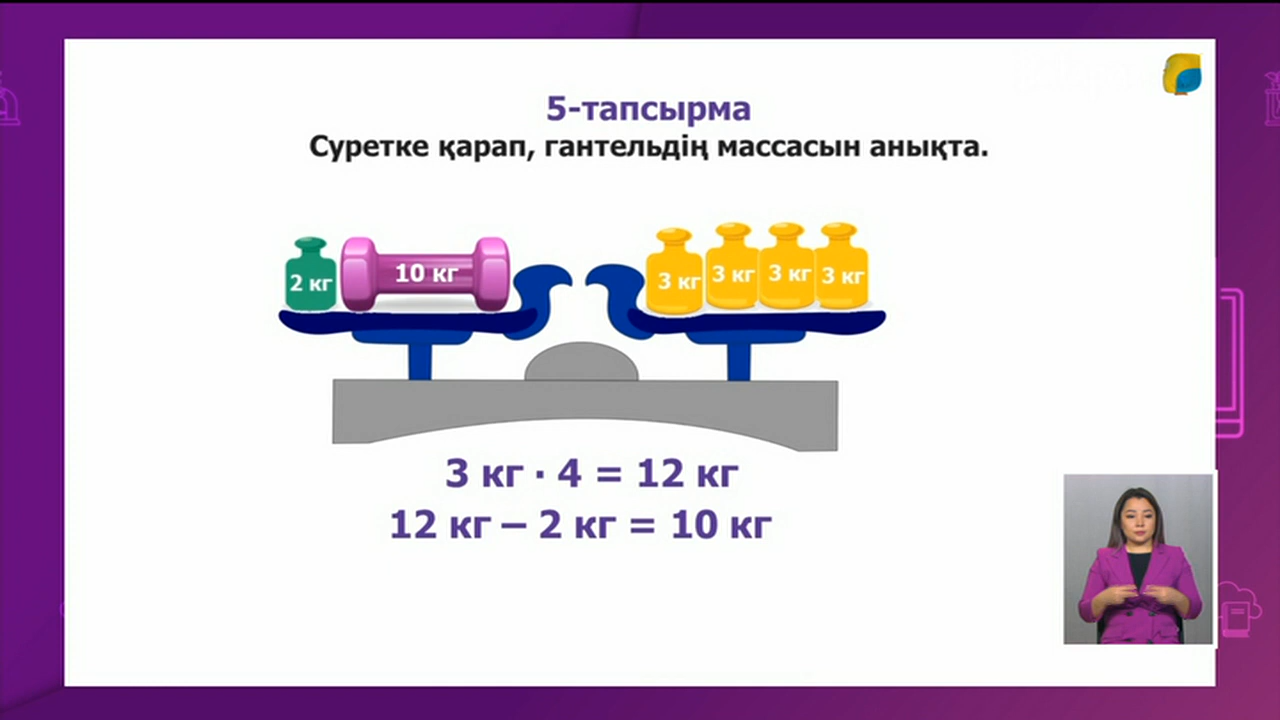 5-тапсырма
Суретке қарап, гантельдің массасын анықта.
2 кг 10 кг 3 кг 3 кг 3 кг 3 кг
3 кг · 4 = 12 кг
12 кг – 2 кг = 10 кг